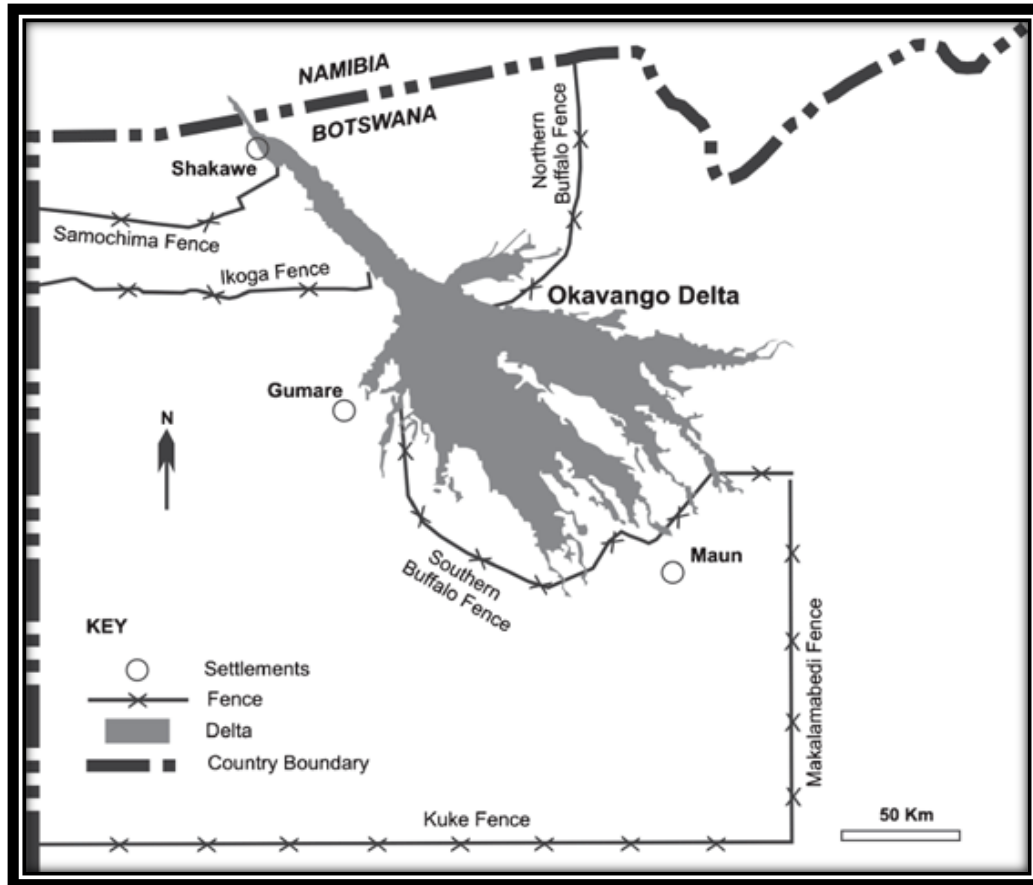 NAMIBIA
BOTSWANA
Shakawe
Northern
Buffalo Fence
Samochima Fence
Ikoga Fence
Okavango Delta
Gumare
N
Maun
Southern
Buffalo Fence
Makalamabedi Fence
KEY
Settlements
Fence
Delta
Country Boundary
Kuke Fence
50 Km